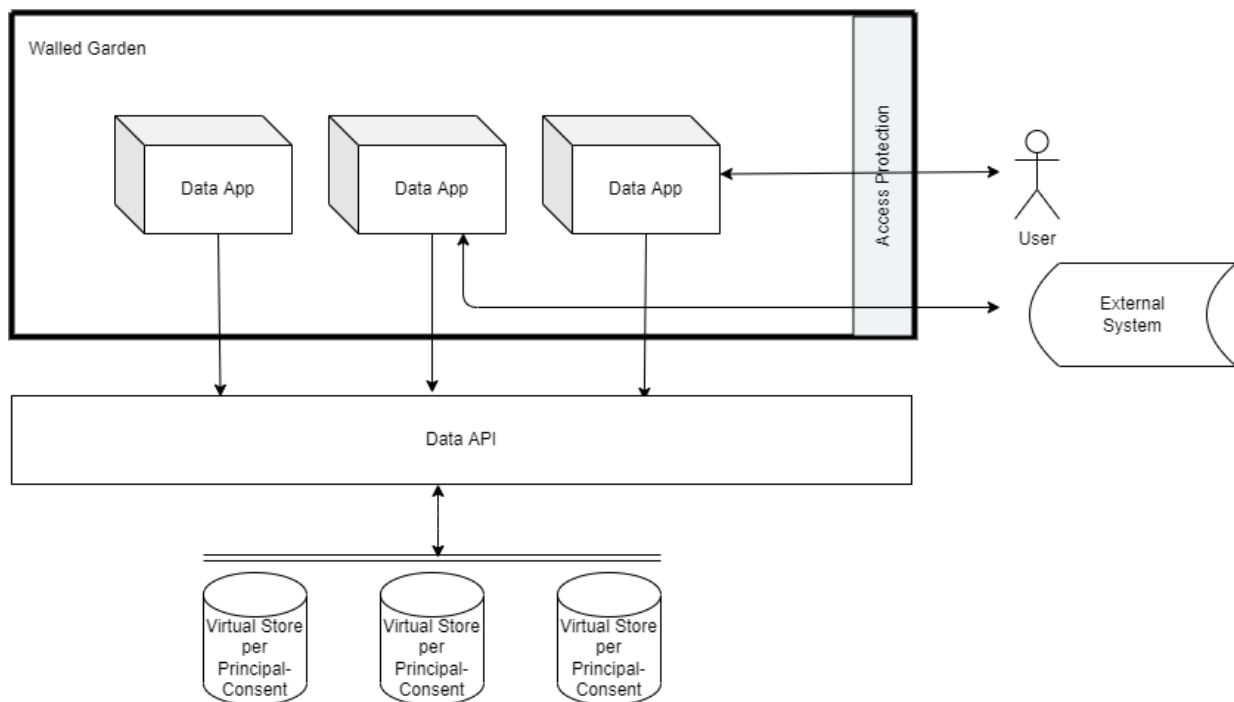 Walled Garden
Data App
Data App
Data App
Access Protection
User
External
System
Data API
Virtual Store
per
Principal-
Consent
Virtual Store
per
Principal-
Consent
Virtual Store
per
Principal-
Consent